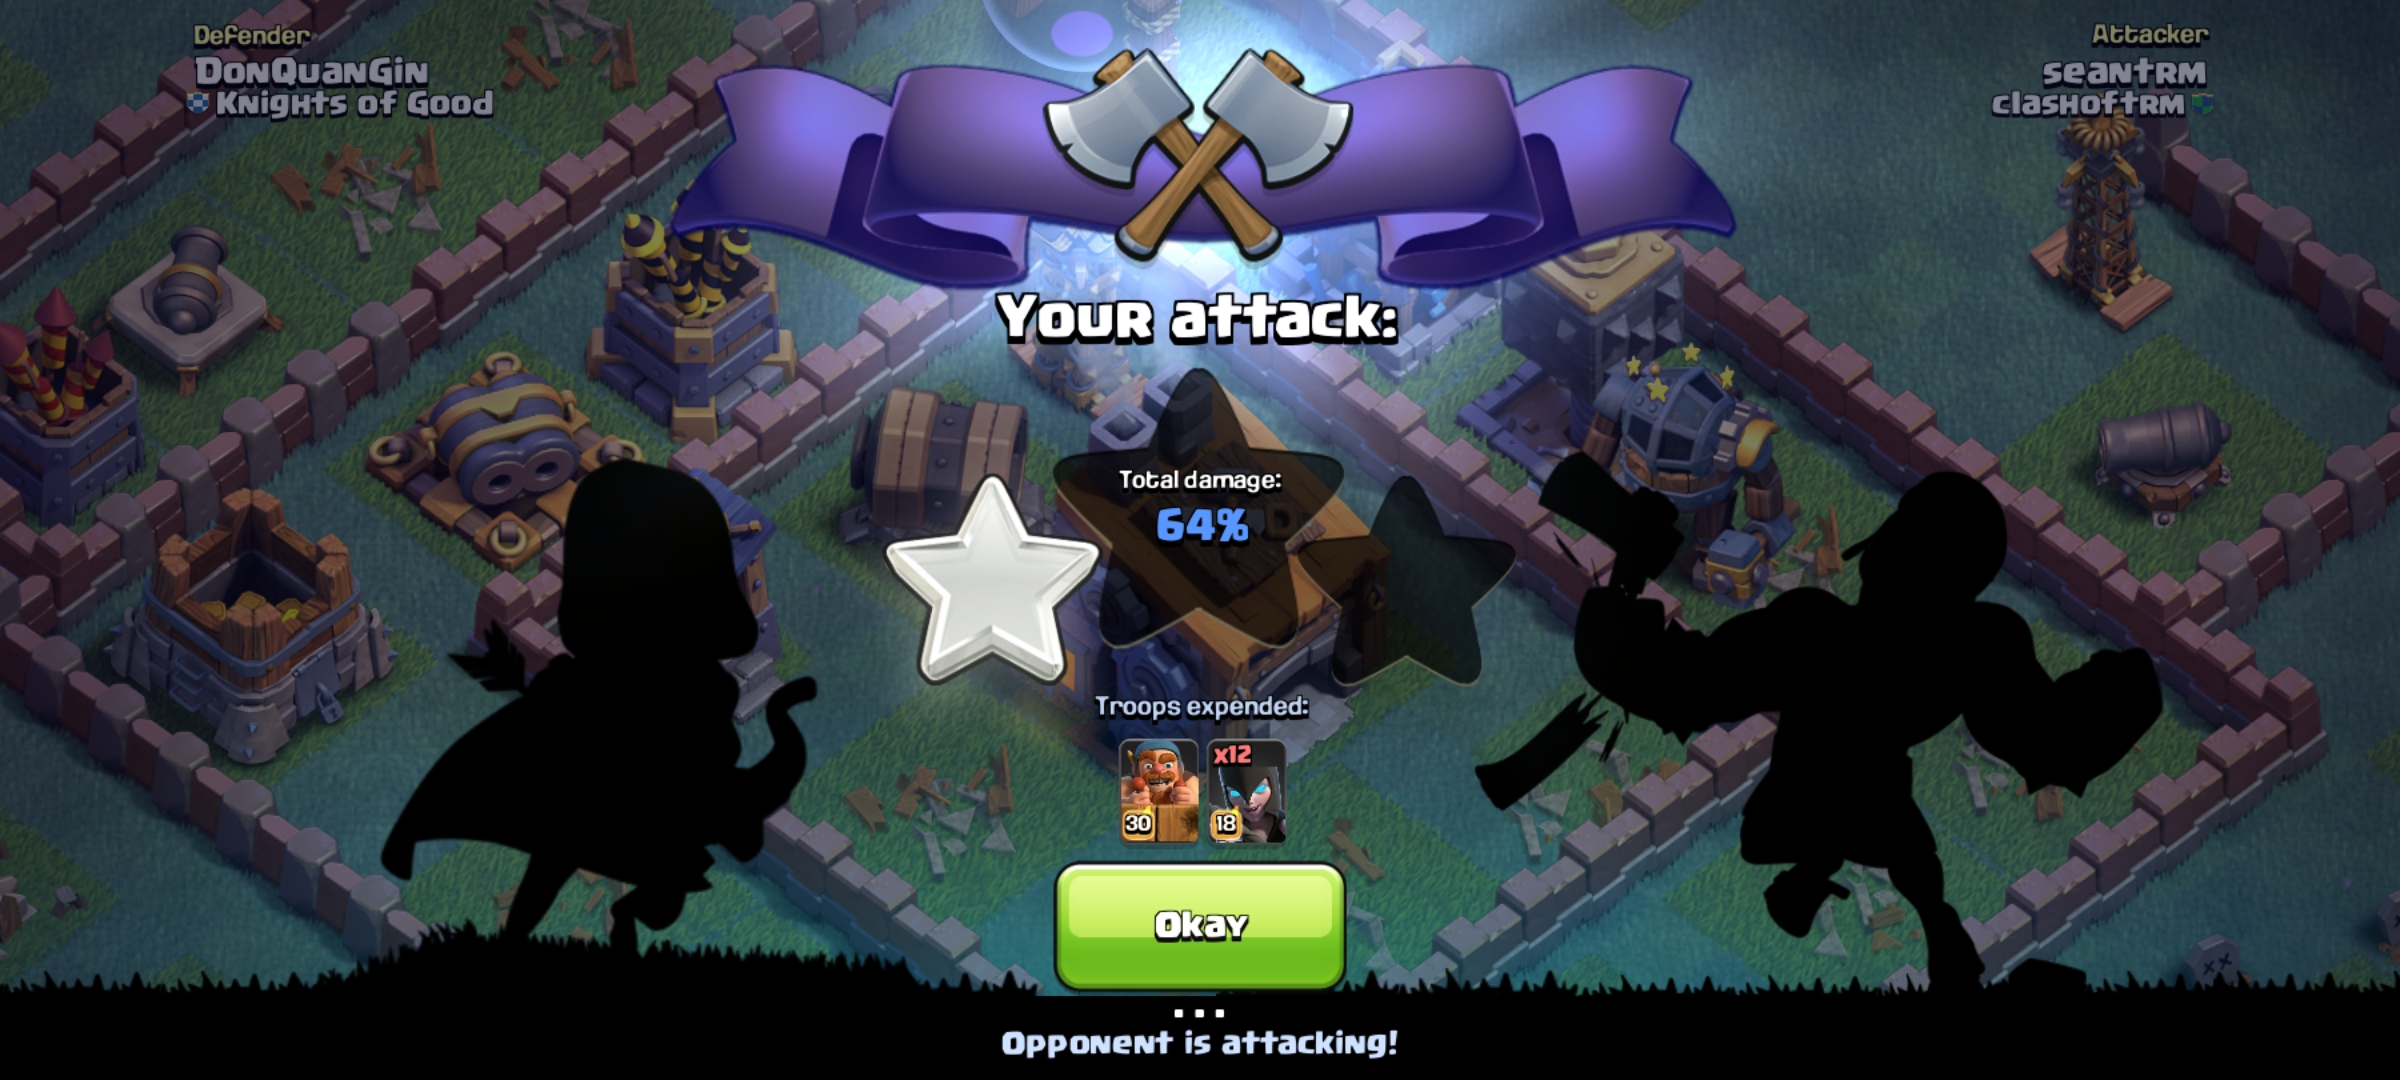 Defender
DonQuanGin
Knights of Good
Attacker
seantRM
clashoftRM
Your attack:
Total damage:
64%
Troops expended:
x12
30
18
Okay
...
Opponent is attacking!